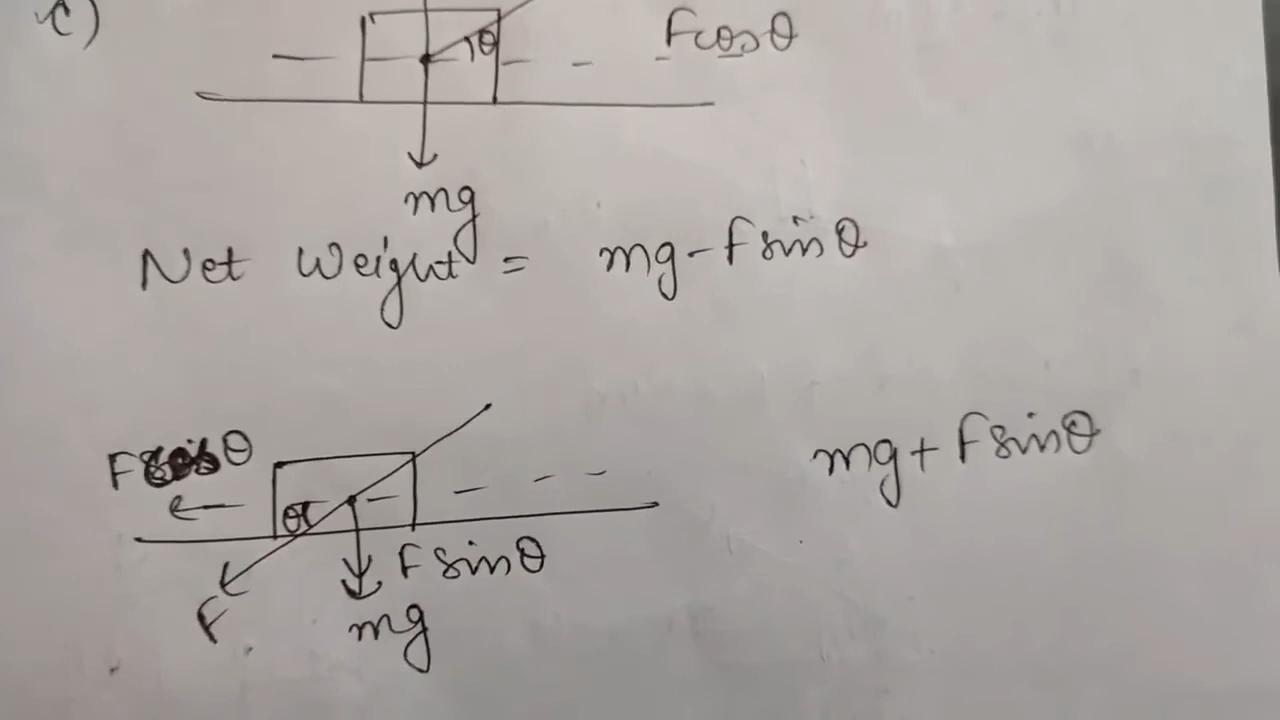 c)
θ
Fcosθ
mg
Net Weight = mg-Fsinθ
Fcosθ
mg+Fsinθ
θ
Fsinθ
F
mg